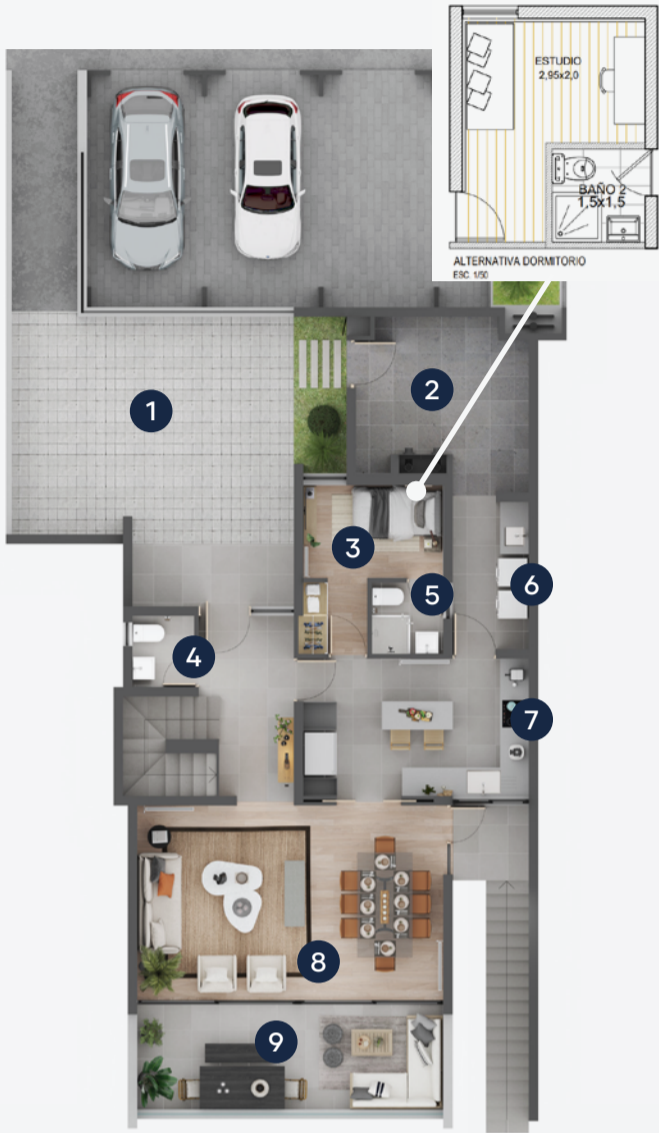 ESTUDIO
2,95x2,0
BAÑO 2
1,5x1,5
ALTERNATIVA DORMITORIO
ESC. 1/50
1
2
3
5
6
4
7
8
9